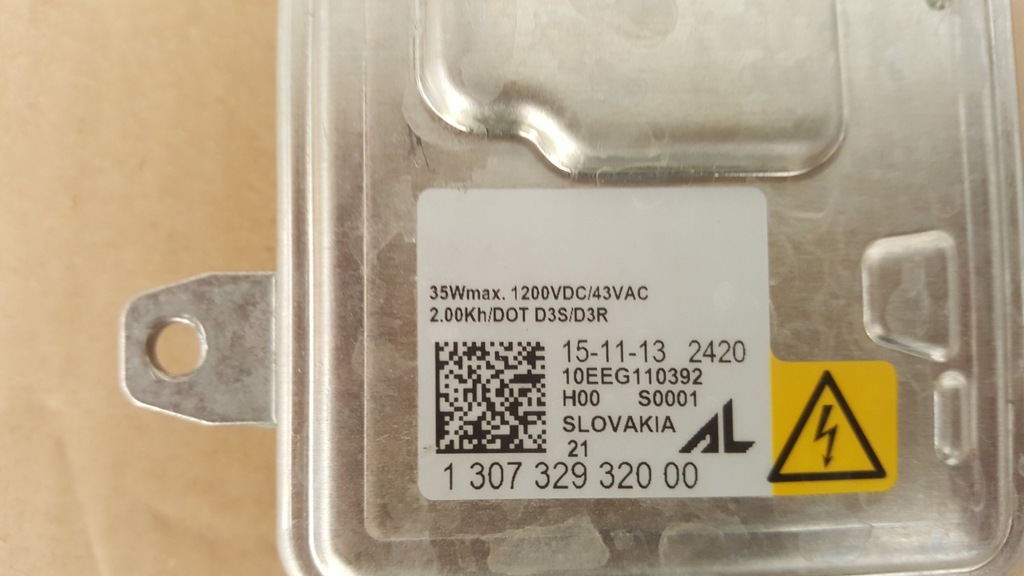 35Wmax. 1200VDC/43VAC
2.00Kh/DOT D3S/D3R
15-11-13 2420
10EEG110392
H00 S0001
SLOVAKIA
AL
21
1 307 329 320 00